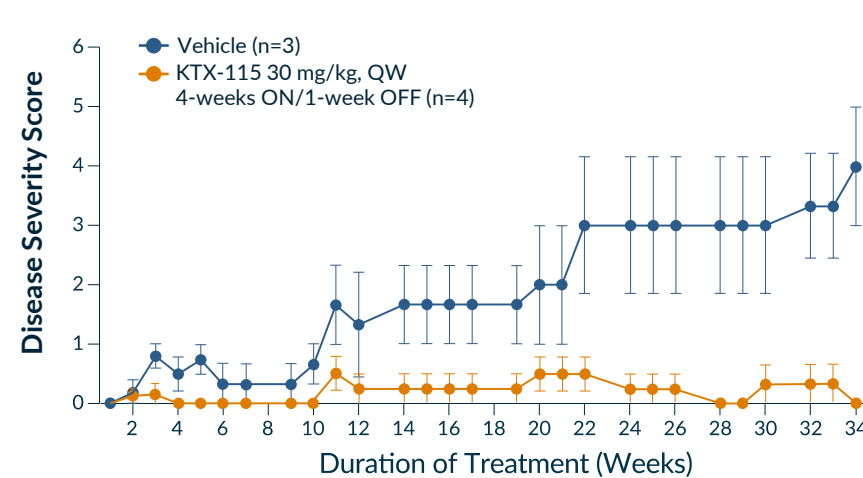 Vehicle (n=3)
KTX-115 30 mg/kg, QW
4-weeks ON/1-week OFF (n=4)
Disease Severity Score
6
5
4
3
2
1
0
2 4 6 8 10 12 14 16 18 20 22 24 26 28 30 32 34
Duration of Treatment (Weeks)